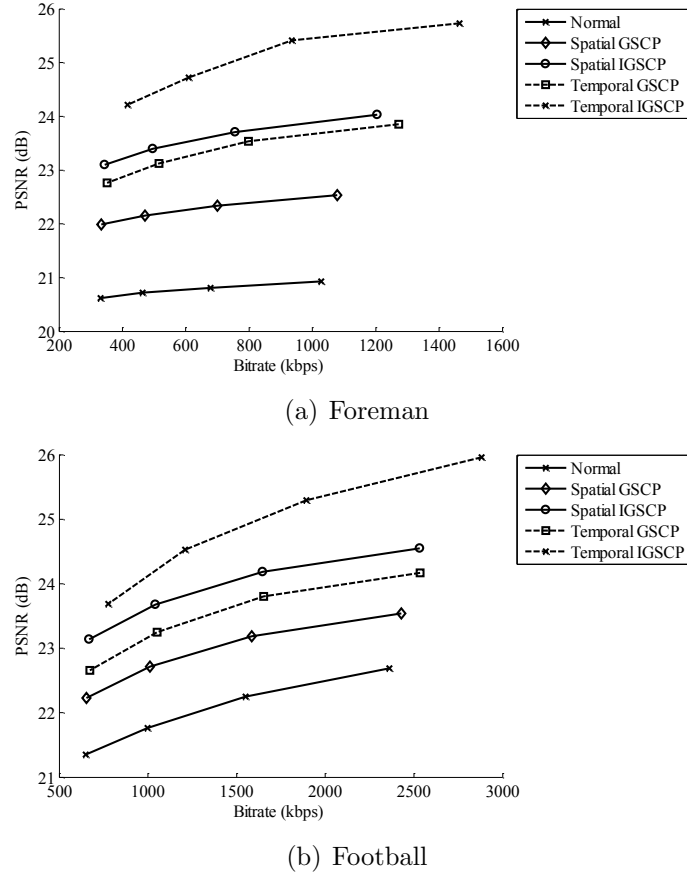 26
25
24
23
22
21
20
PSNR (dB)
200 400 600 800 1000 1200 1400 1600
Bitrate (kbps)
Normal
Spatial GSCP
Spatial IGSCP
Temporal GSCP
Temporal IGSCP
(a) Foreman
26
25
24
23
22
21
PSNR (dB)
500 1000 1500 2000 2500 3000
Bitrate (kbps)
Normal
Spatial GSCP
Spatial IGSCP
Temporal GSCP
Temporal IGSCP
(b) Football